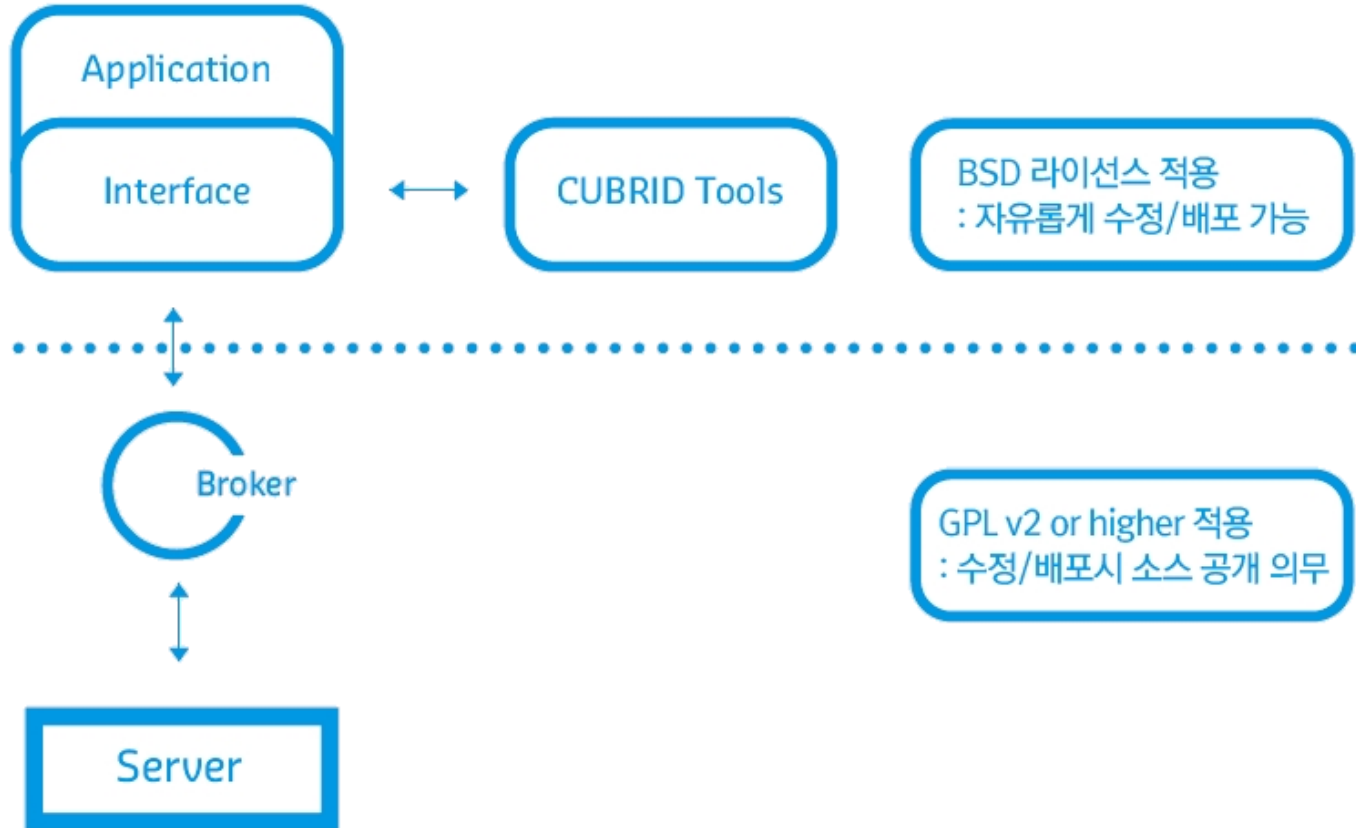 Application
Interface
CUBRID Tools
BSD 라이선스 적용
: 자유롭게 수정/배포 가능
Broker
GPL v2 or higher 적용
: 수정/배포시 소스 공개 의무
Server